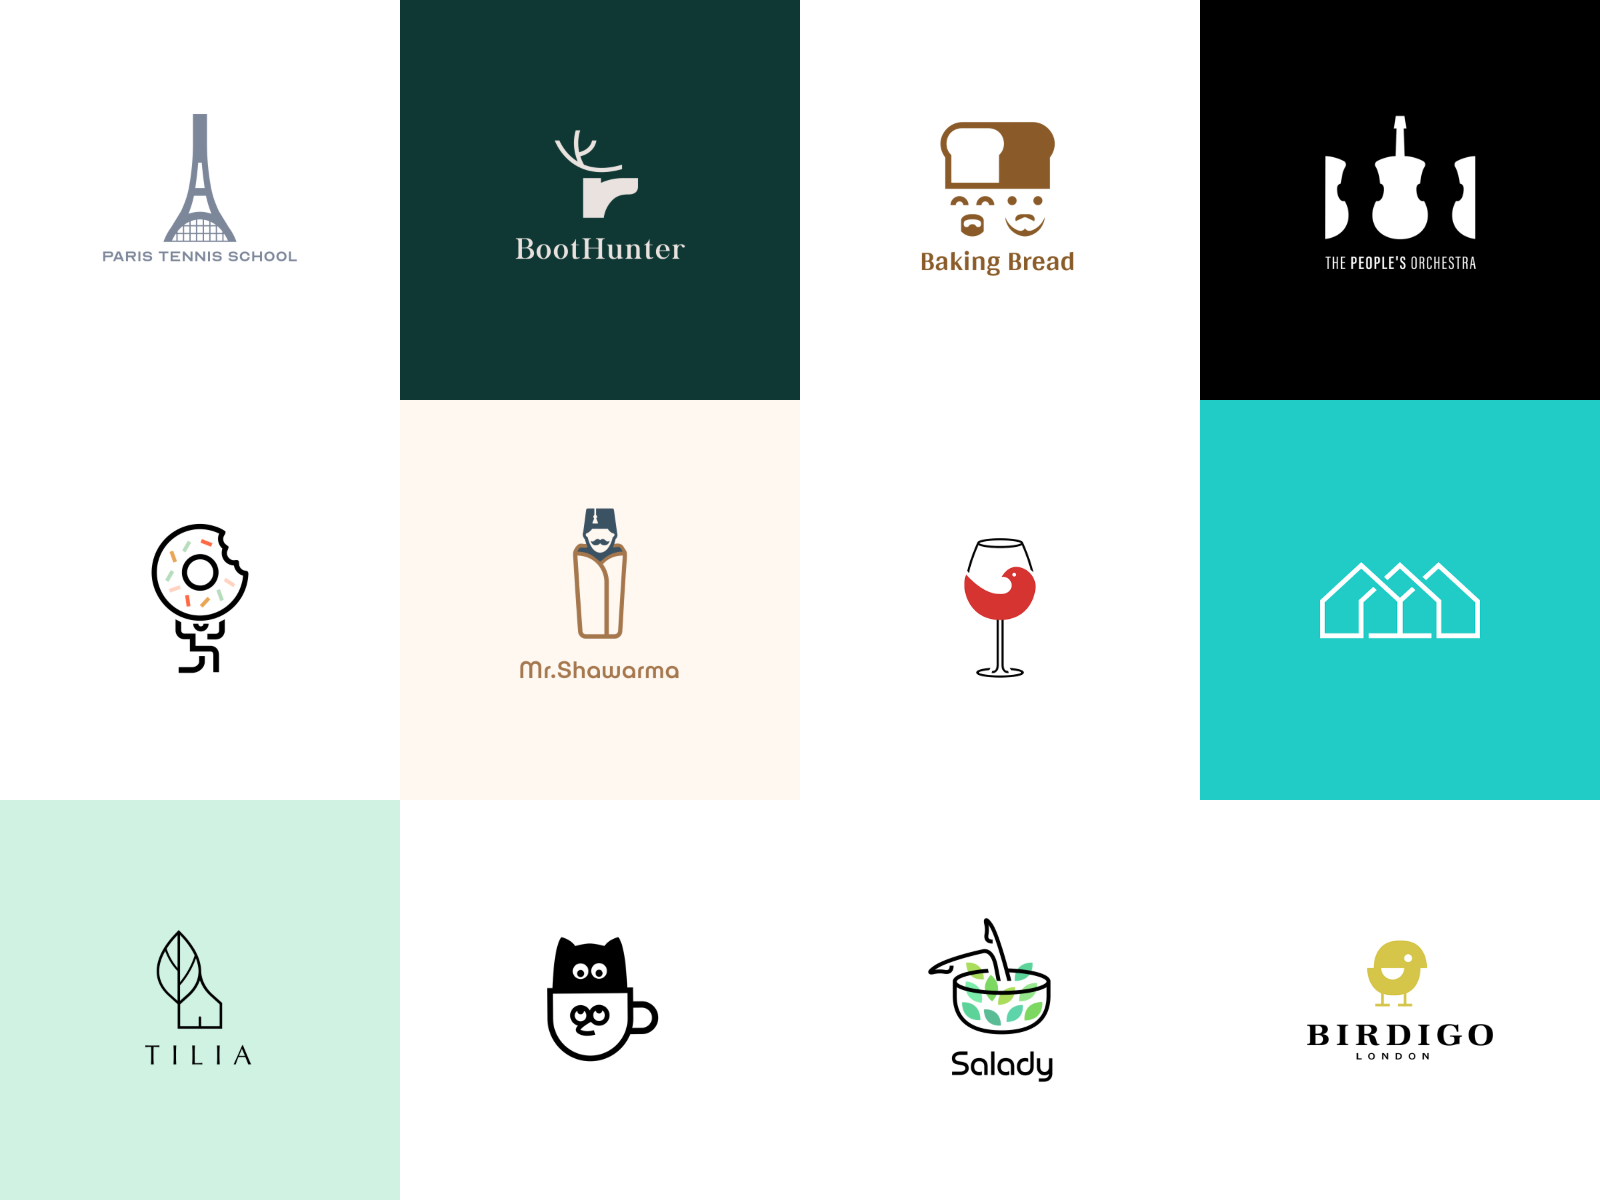 PARIS TENNIS SCHOOL
BootHunter
Baking Bread
THE PEOPLE'S ORCHESTRA
Mr.Shawarma
TILIA
Salady
BIRDIGO
LONDON